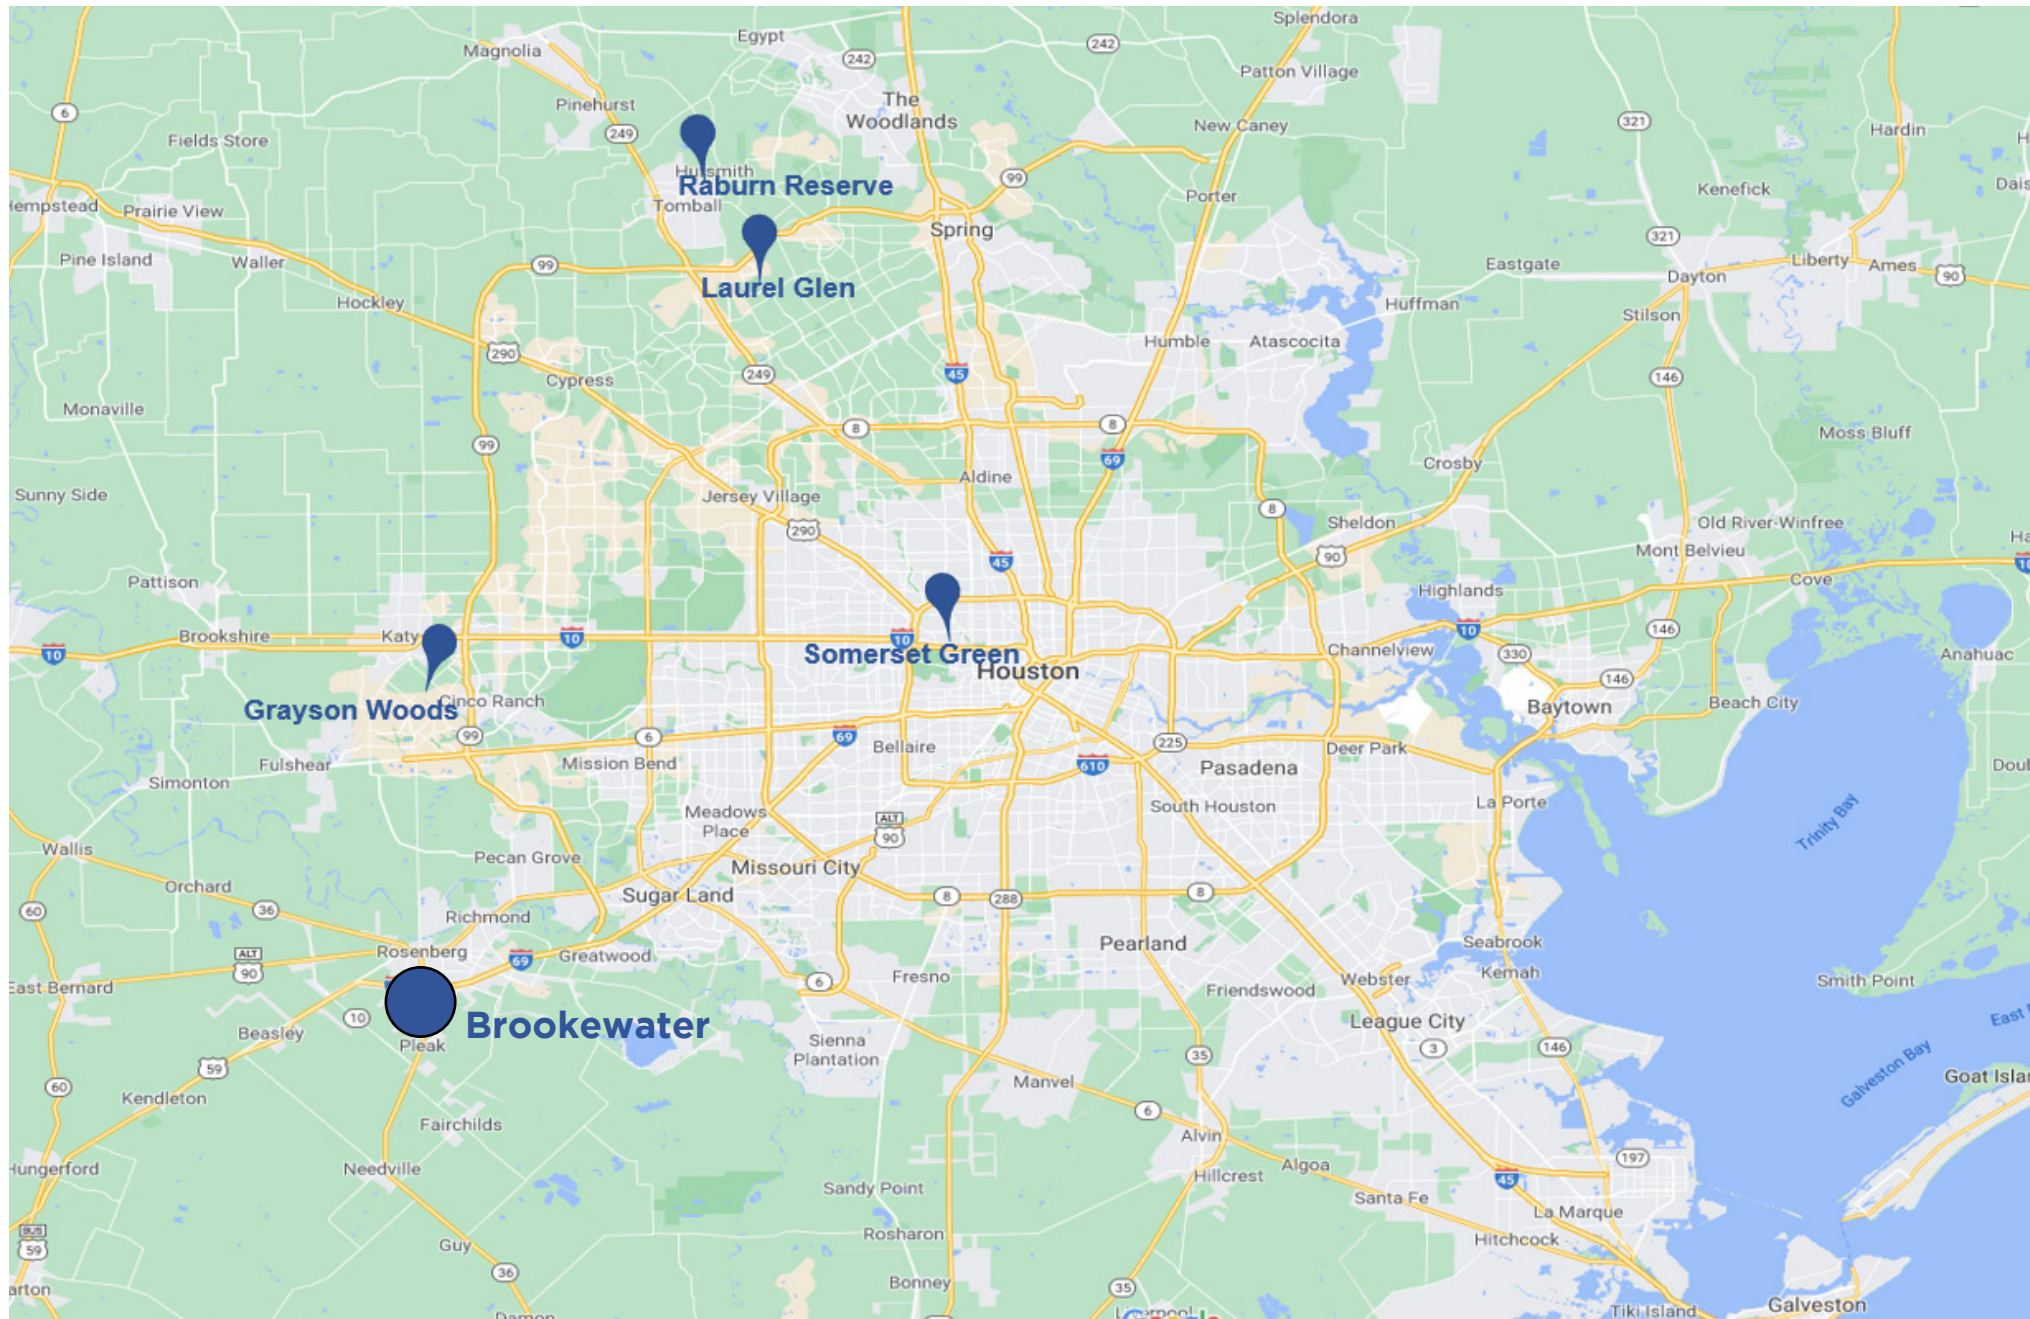 Splendora
Egypt
242
242
Magnolia
Patton Village
The
Woodlands
Pinehurst
6
249
321
New Caney
Hardin
Fields Store
Raburn Reserve
99
Kenefick
Porter
Tomball
Prairie View
Spring
321
Pine Island
Waller
99
Eastgate
Liberty
Ames
90
Dayton
Laurel Glen
Hockley
Huffman
Stilson
Humble
Atascocita
290
Cypress
249
45
146
Monaville
8
8
Moss Bluff
99
69
Crosby
Aldine
Sunny Side
Jersey Village
8
Sheldon
Old River-Winfree
290
90
Mont Belvieu
45
Pattison
Cove
10
Highlands
Brookshire
Katy
10
10
10
146
10
Somerset Green
Houston
Channelview
330
Anahuac
146
Grayson Woods
Cinco Ranch
Baytown
Beach City
99
6
69
Bellaire
225
Deer Park
Fulshear
Mission Bend
610
Pasadena
Simonton
South Houston
La Porte
Meadows
Place
ALT
90
Trinity Bay
Wallis
Pecan Grove
Missouri City
Orchard
Sugar Land
8
288
8
60
36
Richmond
Rosenberg
Pearland
Seabrook
ALT
90
69
Greatwood
Fresno
Webster
Kemah
Smith Point
East Bernard
6
Friendswood
10
Brookewater
League City
Beasley
Pleak
Sienna
Plantation
3
146
35
59
Galveston Bay
60
Manvel
Kendleton
6
Fairchilds
Alvin
197
Needville
Algoa
Hillcrest
45
Sandy Point
Santa Fe
La Marque
BUS
59
Rosharon
Hitchcock
Guy
36
Bonney
35
Galveston
Tiki Island